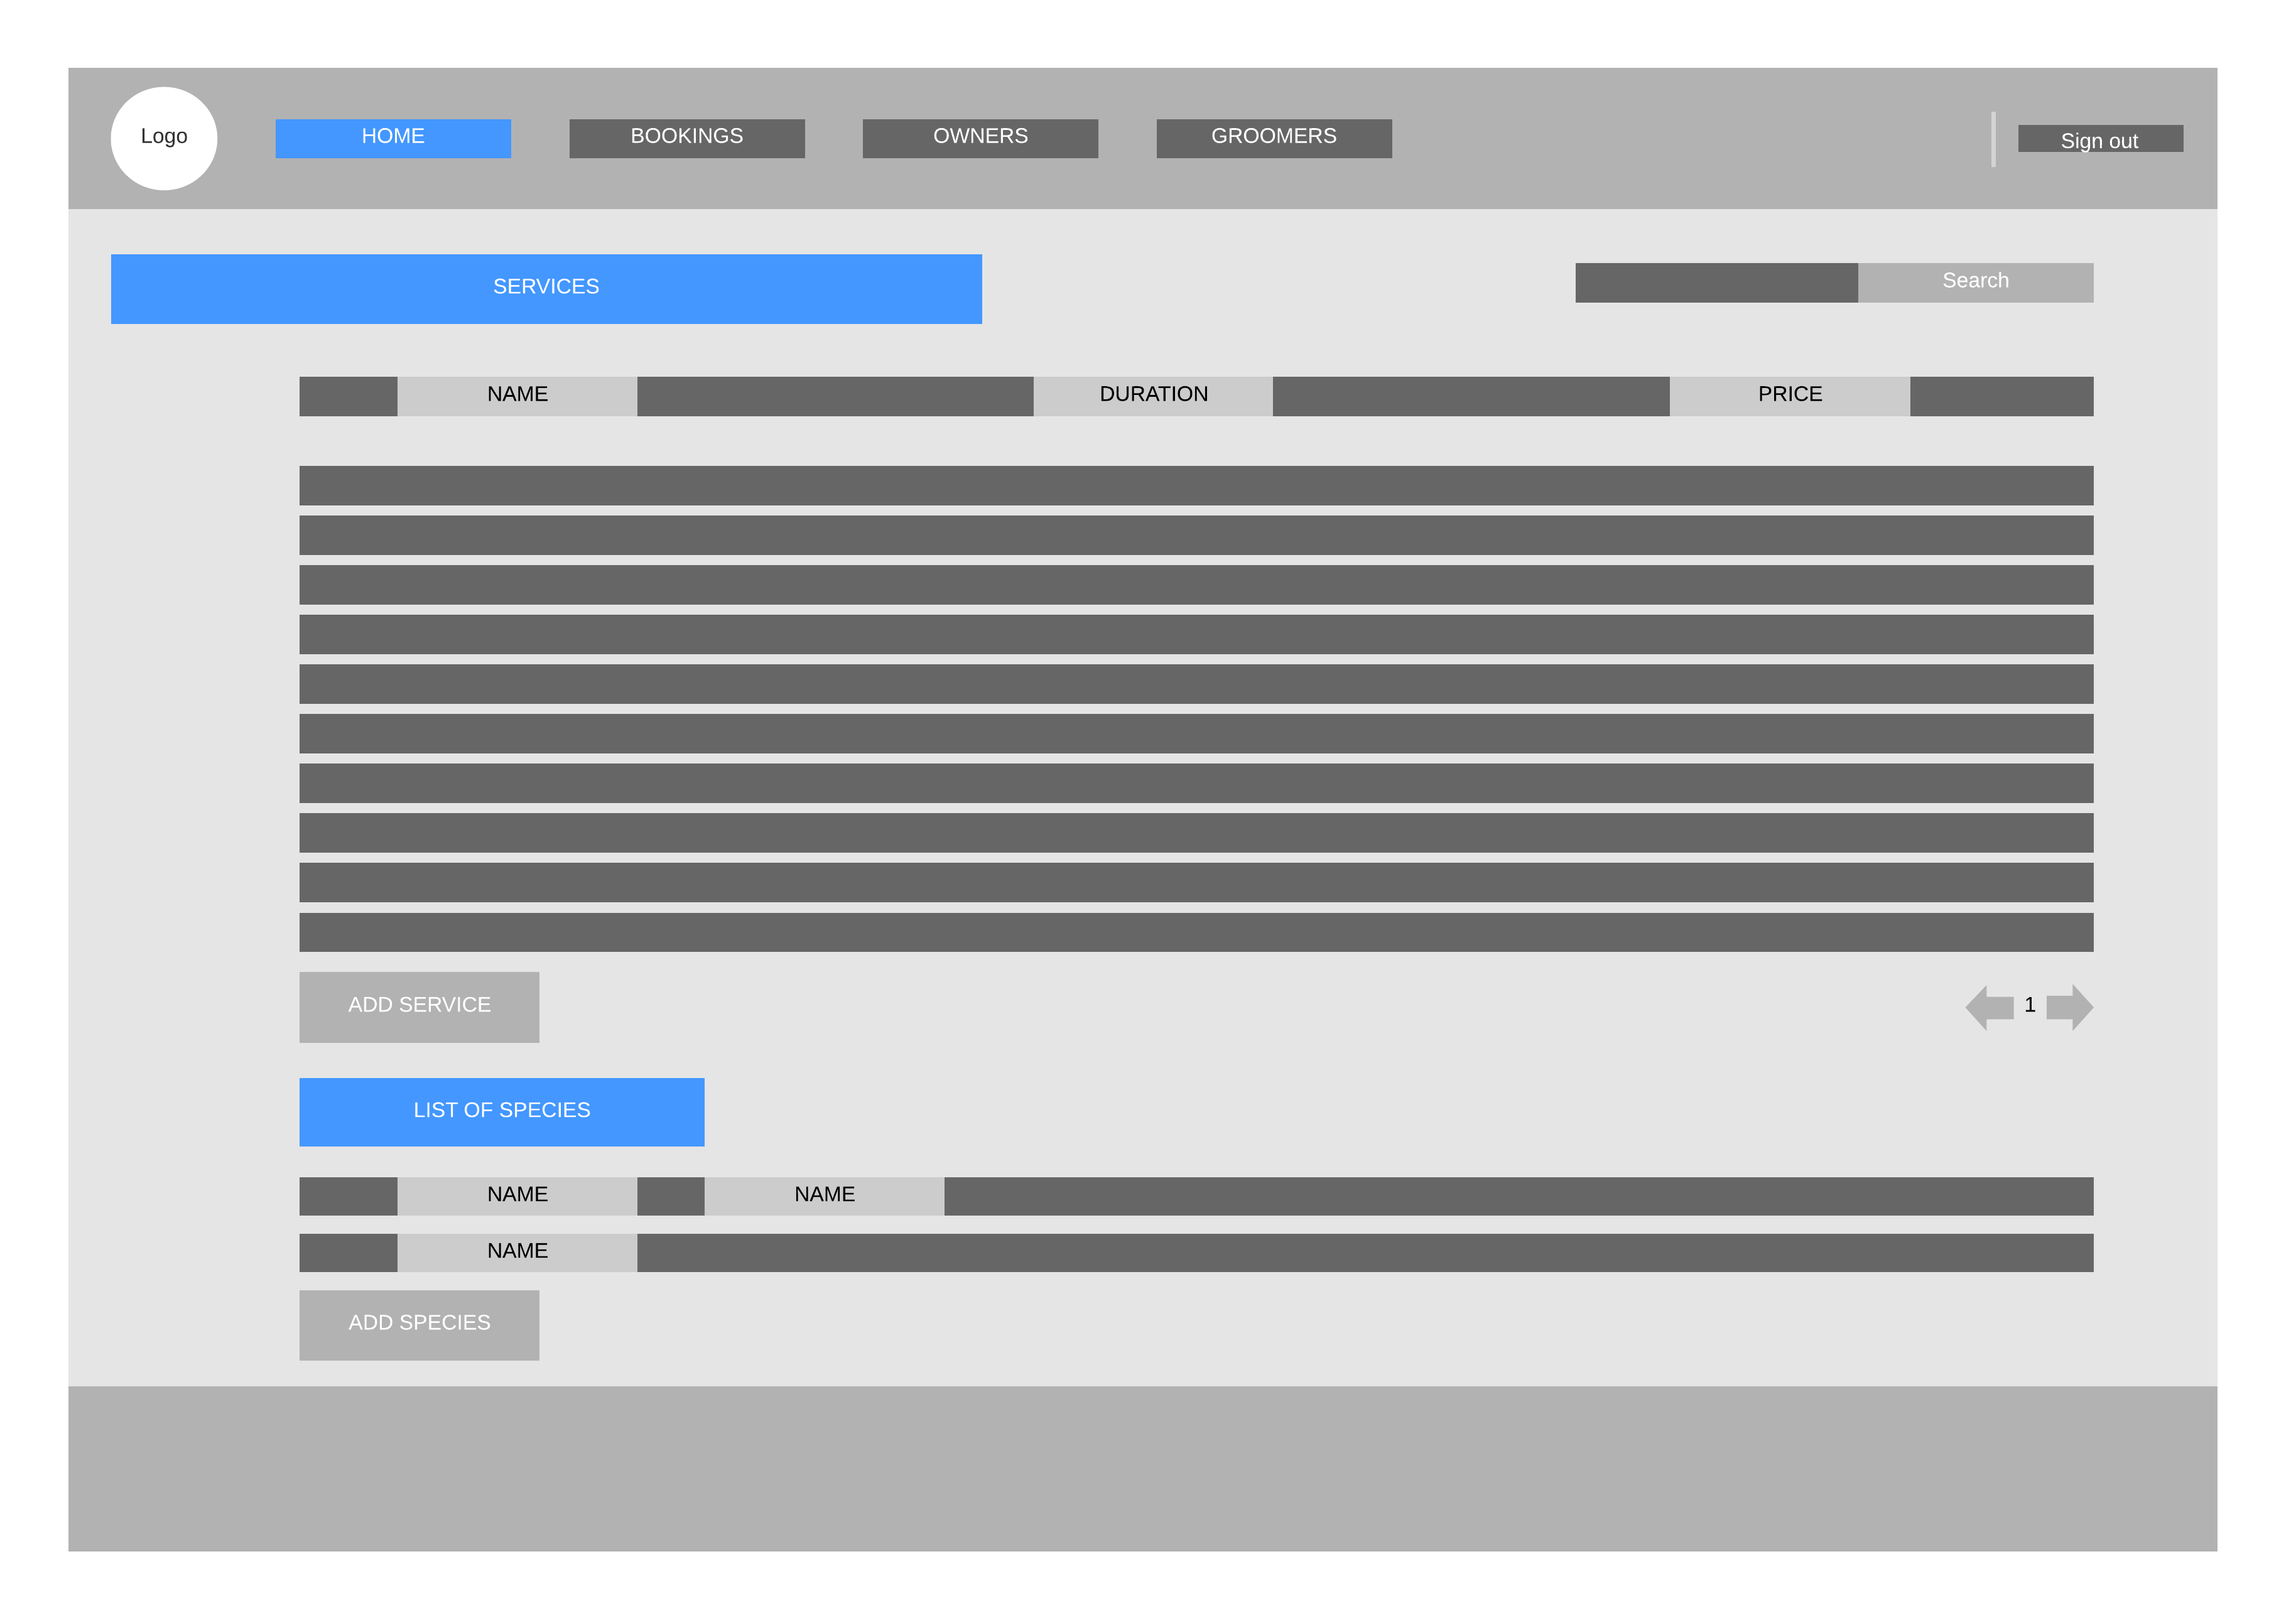 Logo
HOME
BOOKINGS
OWNERS
GROOMERS
Sign out
SERVICES
Search
NAME
DURATION
PRICE
ADD SERVICE
1
LIST OF SPECIES
NAME
NAME
NAME
ADD SPECIES